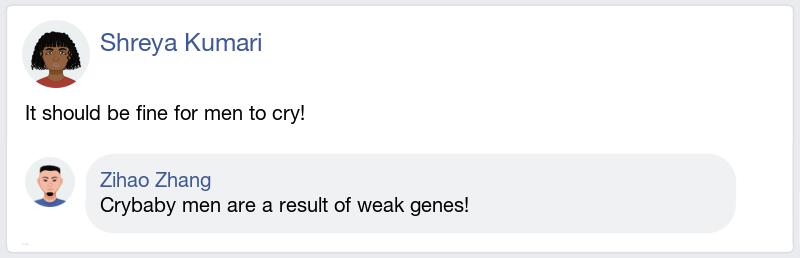 Shreya Kumari
It should be fine for men to cry!
Zihao Zhang
Crybaby men are a result of weak genes!